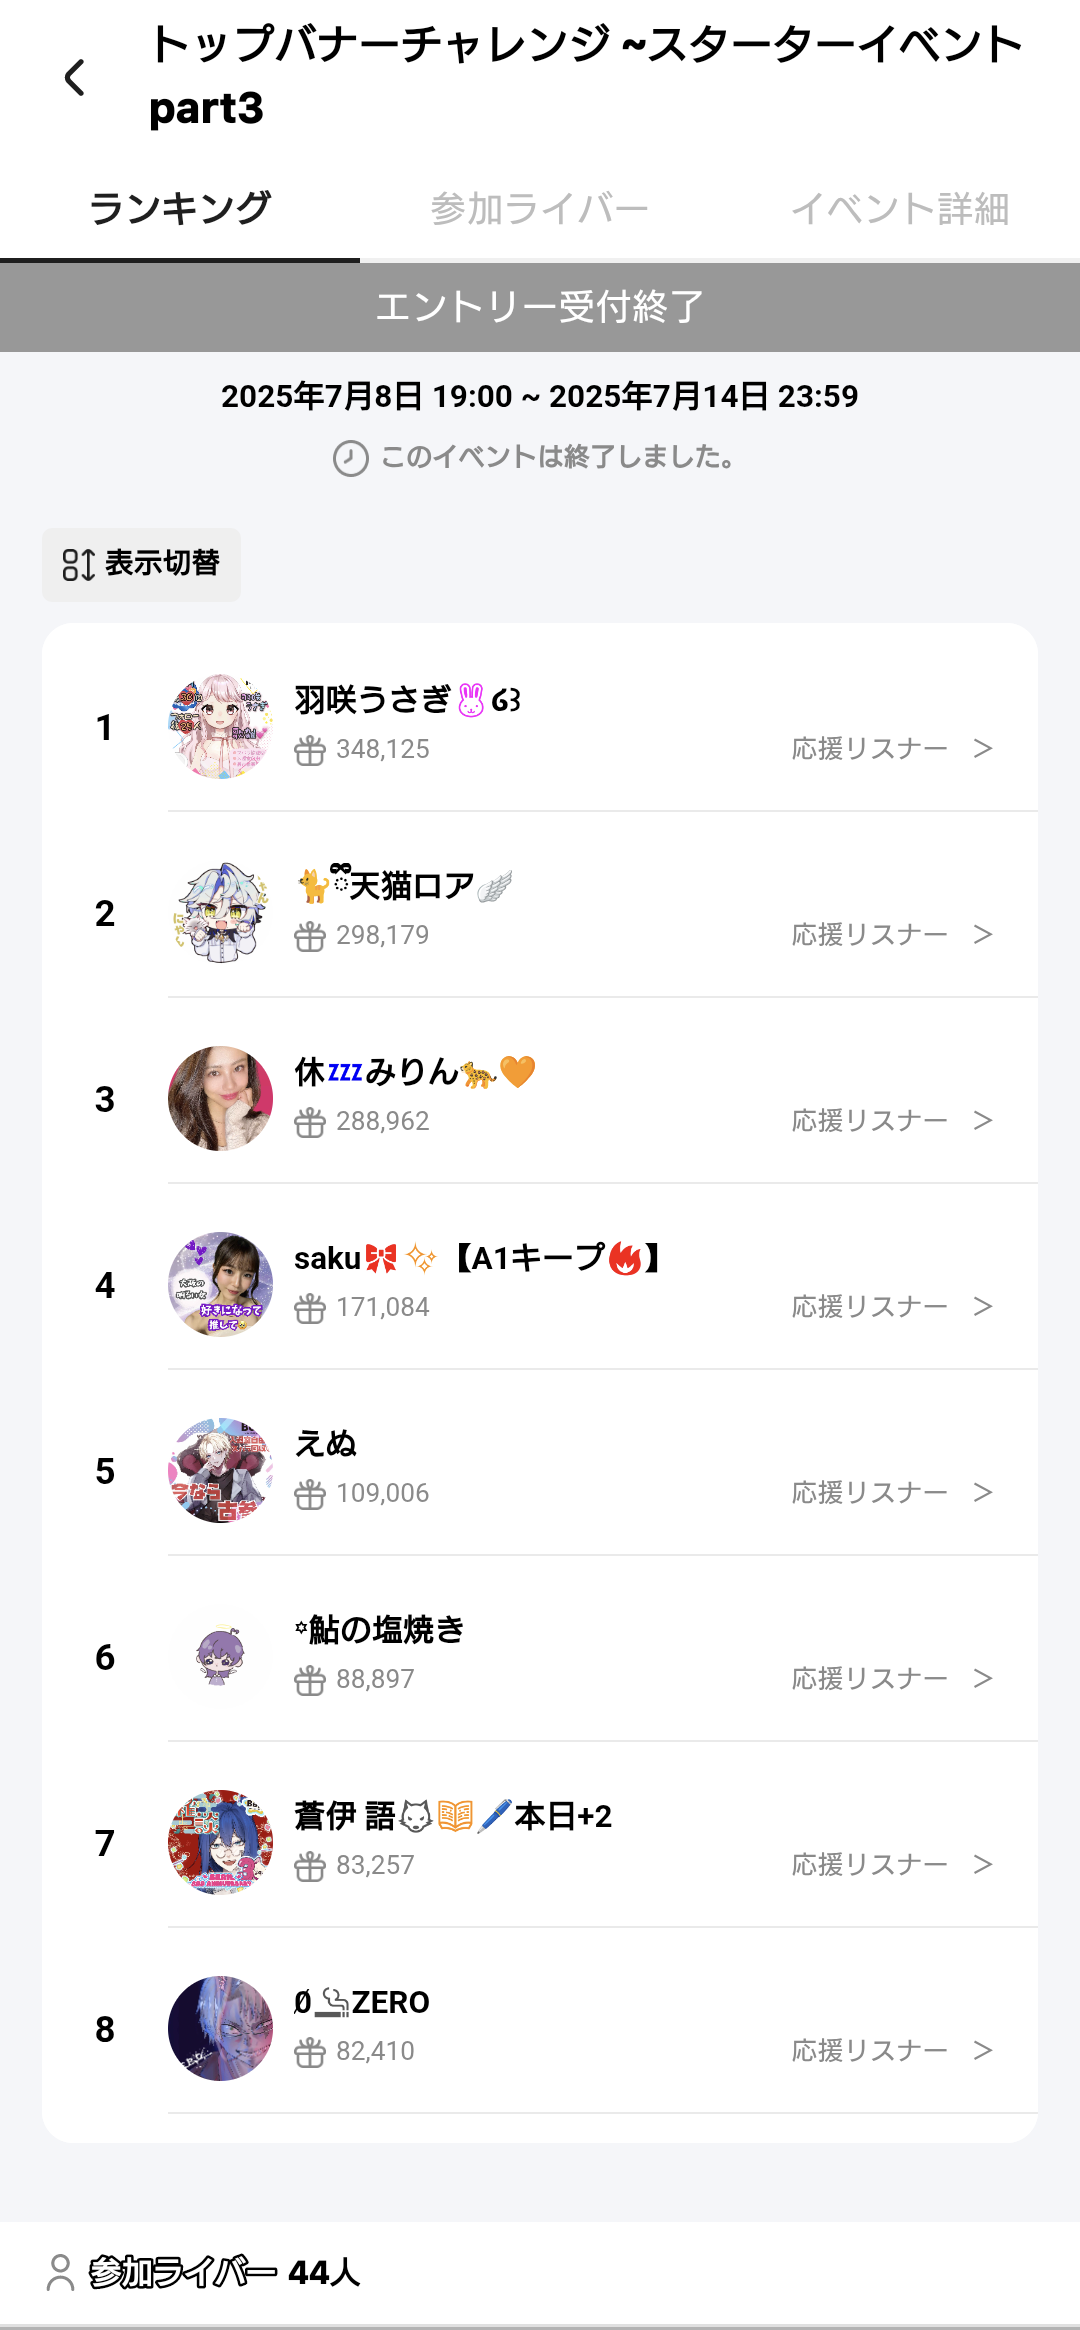 トップバナーチャレンジ ~スターターイベント
part3
ランキング 参加ライバー イベント詳細
エントリー受付終了
2025年7月8日 19:00 ~ 2025年7月14日 23:59
このイベントは終了しました。
表示切替
1 羽咲うさぎ🐰໒꒱
348,125 応援リスナー >
2 🐈ྀི天猫ロア🪽
298,179 応援リスナー >
3 休💤みりん🐆🧡
288,962 応援リスナー >
4 saku🎀✨【A1キープ🔥】
171,084 応援リスナー >
5 えぬ
109,006 応援リスナー >
6 ꙳鮎の塩焼き
88,897 応援リスナー >
7 蒼伊 語🐺📖🖊️本日+2
83,257 応援リスナー >
8 Ø🚬ZERO
82,410 応援リスナー >
参加ライバー 44人